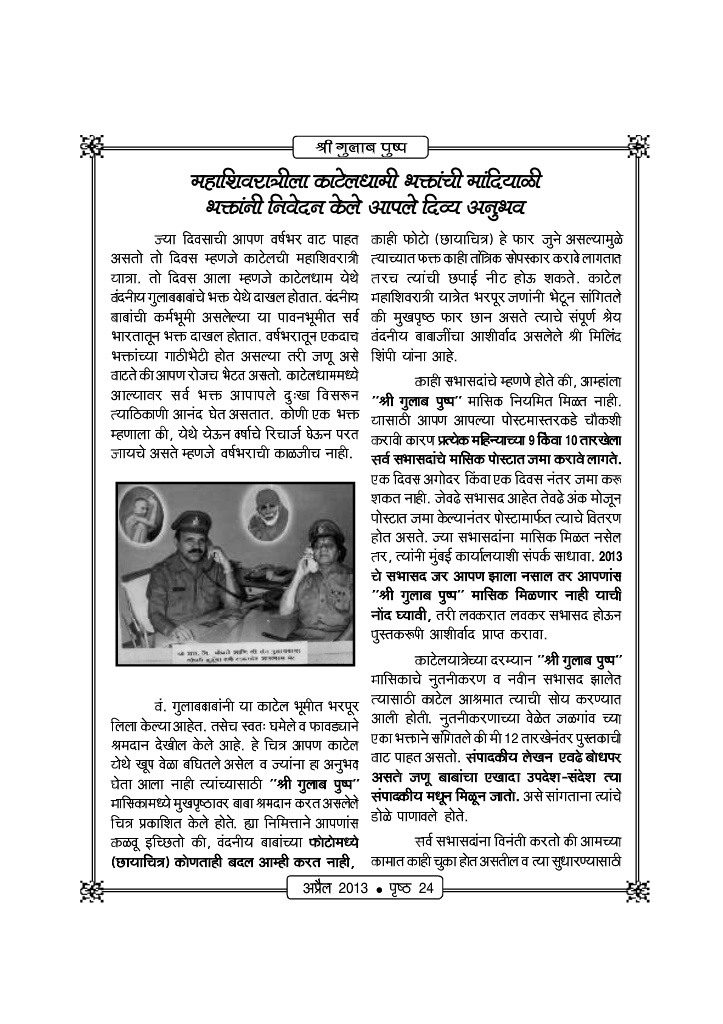 श्री गुलाब पुष्प
महाशिवरात्रीला काटेलधामी भक्तांची मांदियाळी
भक्तांनी निवेदन केले आपले दिव्य अनुभव
ज्या दिवसाची आपण वर्षभर वाट पाहत
असतो तो दिवस म्हणजे काटेलची महाशिवरात्री
यात्रा. तो दिवस आला म्हणजे काटेलधाम येथे
वंदनीय गुलाबबाबांचे भक्त येथे दाखल होतात. वंदनीय
बाबांची कर्मभूमी असलेल्या या पावनभूमीत सर्व
भारतातून भक्त दाखल होतात. वर्षभरातून एकदाच
भक्तांच्या गाठीभेटी होत असल्या तरी जणू असे
वाटते की आपण रोजच भेटत असतो. काटेलधाममध्ये
आल्यावर सर्व भक्त आपापले दुःख विसरून
त्याठिकाणी आनंद घेत असतात. कोणी एक भक्त
म्हणाला की, येथे येऊन वर्षाचे रिचार्ज घेऊन परत
जायचे असते म्हणजे वर्षभराची काळजीच नाही.
वं. गुलाबबाबांनी या काटेल भूमीत भरपूर
लिला केल्या आहेत. तसेच स्वतः घमेले व फावड्याने
श्रमदान देखील केले आहे. हे चित्र आपण काटेल
येथे खूप वेळा बघितले असेल व ज्यांना हा अनुभव
घेता आला नाही त्यांच्यासाठी ''श्री गुलाब पुष्प''
मासिकामध्ये मुखपृष्ठावर बाबा श्रमदान करत असलेले
चित्र प्रकाशित केले होते. ह्या निमित्ताने आपणांस
कळवू इच्छितो की, वंदनीय बाबांच्या फोटोमध्ये
(छायाचित्र) कोणताही बदल आम्ही करत नाही,
काही फोटो (छायाचित्र) हे फार जुने असल्यामुळे
त्याच्यात फक्त काही तांत्रिक सोपस्कार करावे लागतात
तरच त्यांची छपाई नीट होऊ शकते. काटेल
महाशिवरात्री यात्रेत भरपूर जणांनी भेटून सांगितले
की मुखपृष्ठ फार छान असते त्याचे संपूर्ण श्रेय
वंदनीय बाबाजींचा आशीर्वाद असलेले श्री मिलिंद
शिंपी यांना आहे.
काही सभासदांचे म्हणणे होते की, आम्हांला
''श्री गुलाब पुष्प'' मासिक नियमित मिळत नाही.
यासाठी आपण आपल्या पोस्टमास्तरकडे चौकशी
करावी कारण प्रत्येक महिन्याच्या 9 किंवा 10 तारखेला
सर्व सभासदांचे मासिक पोस्टात जमा करावे लागते.
एक दिवस अगोदर किंवा एक दिवस नंतर जमा करू
शकत नाही. जेवढे सभासद आहेत तेवढे अंक मोजून
पोस्टात जमा केल्यानंतर पोस्टामार्फत त्याचे वितरण
होत असते. ज्या सभासदांना मासिक मिळत नसेल
तर, त्यांनी मुंबई कार्यालयाशी संपर्क साधावा. 2013
चे सभासद जर आपण झाला नसाल तर आपणांस
''श्री गुलाब पुष्प'' मासिक मिळणार नाही याची
नोंद घ्यावी, तरी लवकरात लवकर सभासद होऊन
पुस्तकरूपी आशीर्वाद प्राप्त करावा.
काटेलयात्रेच्या दरम्यान ''श्री गुलाब पुष्प''
मासिकाचे नुतनीकरण व नवीन सभासद झालेत
त्यासाठी काटेल आश्रमात त्याची सोय करण्यात
आली होती. नुतनीकरणाच्या वेळेत जळगांव च्या
एका भक्ताने सांगितले की मी 12 तारखेनंतर पुस्तकाची
वाट पाहत असतो. संपादकीय लेखन एवढे बोधपर
असते जणू बाबांचा एखादा उपदेश-संदेश त्या
संपादकीय मधून मिळून जातो. असे सांगताना त्यांचे
डोळे पाणावले होते.
सर्व सभासदांना विनंती करतो की आमच्या
कामात काही चुका होत असतील व त्या सुधारण्यासाठी
अप्रैल 2013 ● पृष्ठ 24